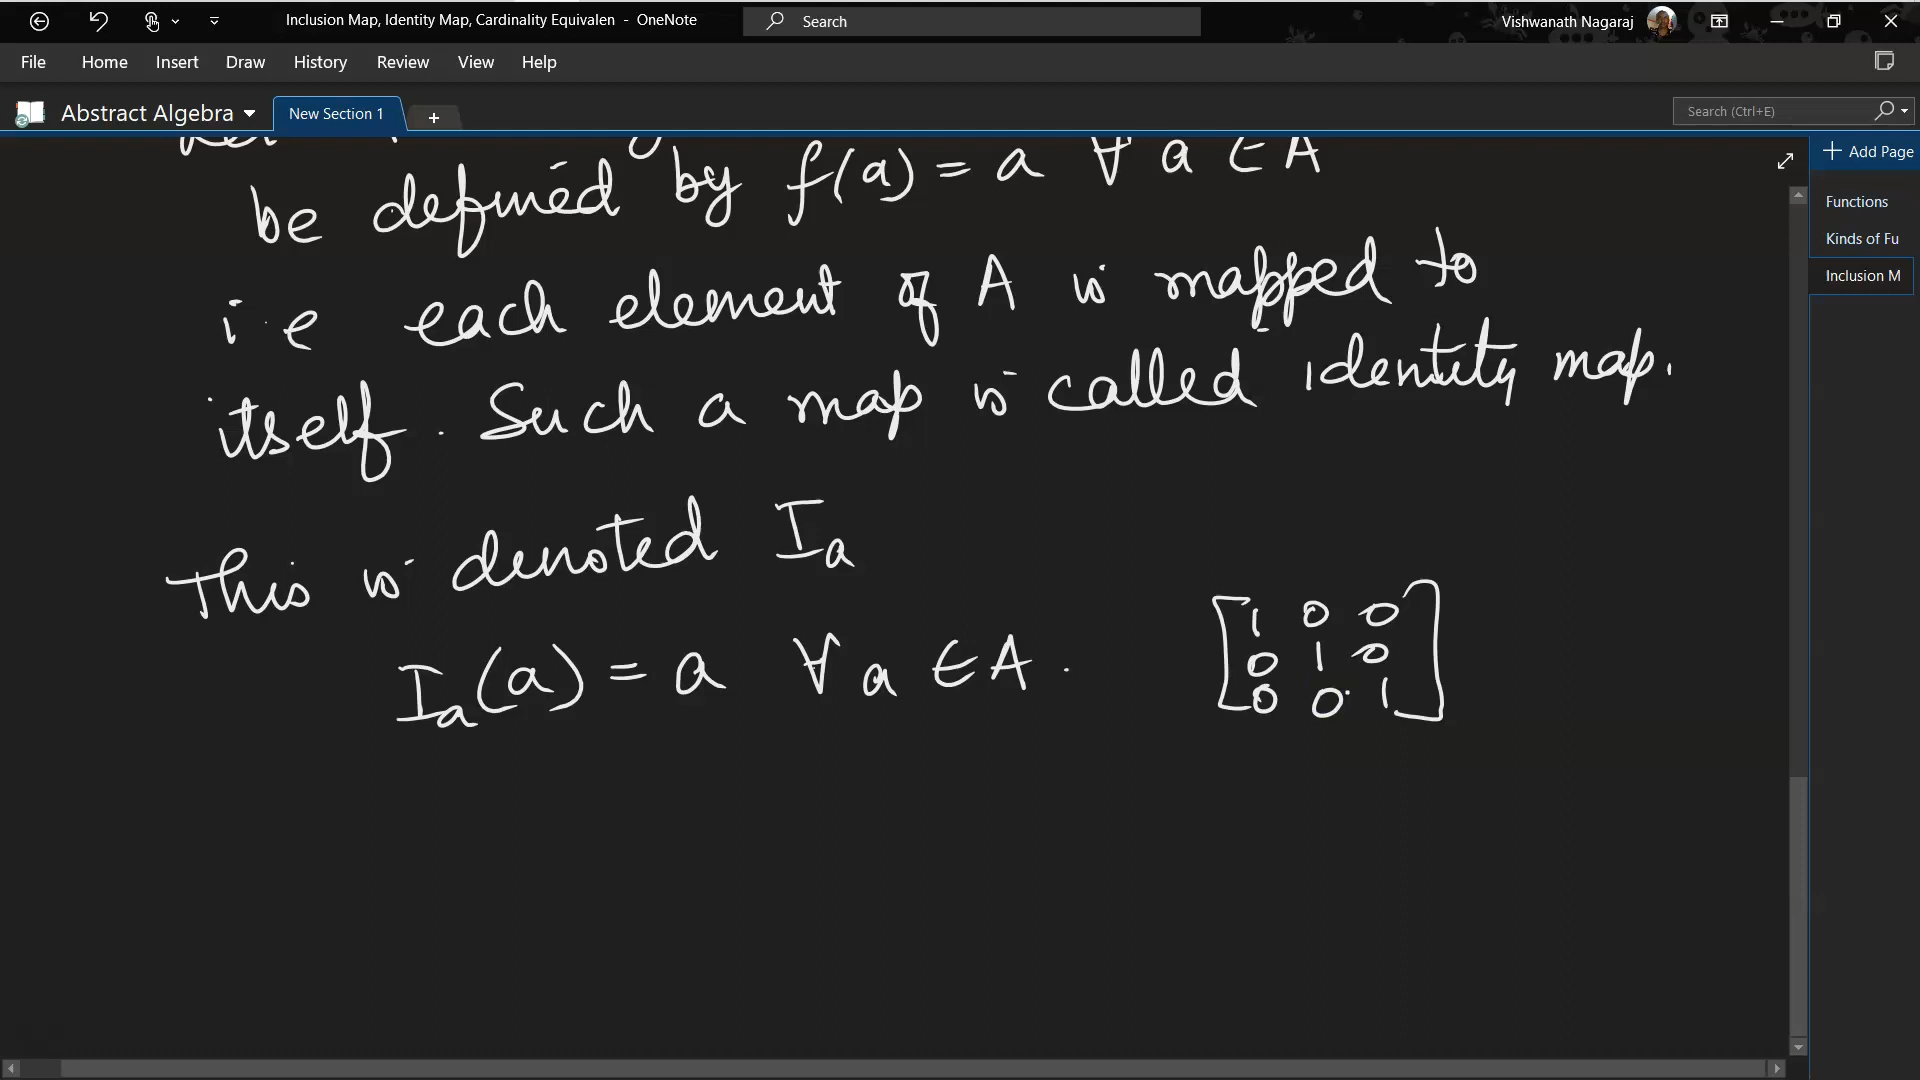 Inclusion Map, Identity Map, Cardinality Equivalen - OneNote
Search
Vishwanath Nagaraj
File Home Insert Draw History Review View Help
Abstract Algebra
New Section 1
+
Search (Ctrl+E)
Add Page
Functions
Kinds of Fu
Inclusion M
be defined by f(a) = a ∀ a ∈ A
i.e each element of A is mapped to
itself. Such a map is called identity map.
This is denoted I_a
I_a(a) = a ∀ a ∈ A.
[1 0 0
0 1 0
0 0 1]